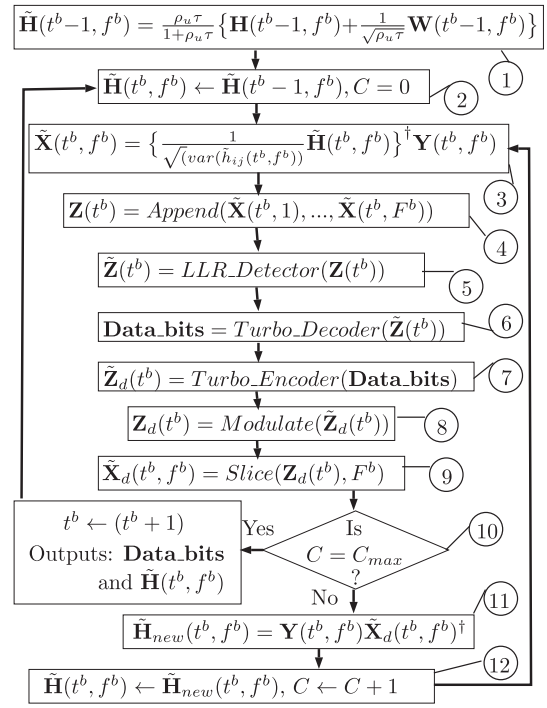 H̃(t^b−1, f^b) = ρ_uτ/(1+ρ_uτ) {H(t^b−1, f^b) + 1/√(ρ_uτ) W(t^b−1, f^b)}
1
H̃(t^b, f^b) ← H̃(t^b − 1, f^b), C = 0
2
X̃(t^b, f^b) = {1/√(var(h̃_ij(t^b,f^b)) H̃(t^b, f^b)}^† Y(t^b, f^b)
3
Z(t^b) = Append(X̃(t^b, 1), ..., X̃(t^b, F^b))
4
Z̃(t^b) = LLR_Detector(Z(t^b))
5
Data_bits = Turbo_Decoder(Z̃(t^b))
6
Z̃_d(t^b) = Turbo_Encoder(Data_bits)
7
Z_d(t^b) = Modulate(Z̃_d(t^b))
8
X̃_d(t^b, f^b) = Slice(Z_d(t^b), F^b)
9
t^b ← (t^b + 1)
Outputs: Data_bits
and H̃(t^b, f^b)
Yes
Is
C = C_max
?
10
No
11
H̃_new(t^b, f^b) = Y(t^b, f^b)X̃_d(t^b, f^b)^†
12
H̃(t^b, f^b) ← H̃_new(t^b, f^b), C ← C + 1